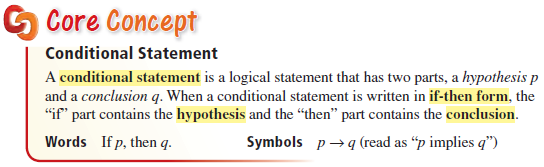 Core Concept
Conditional Statement
A conditional statement is a logical statement that has two parts, a hypothesis p
and a conclusion q. When a conditional statement is written in if-then form, the
“if” part contains the hypothesis and the “then” part contains the conclusion.
Words If p, then q. Symbols p → q (read as “p implies q”)